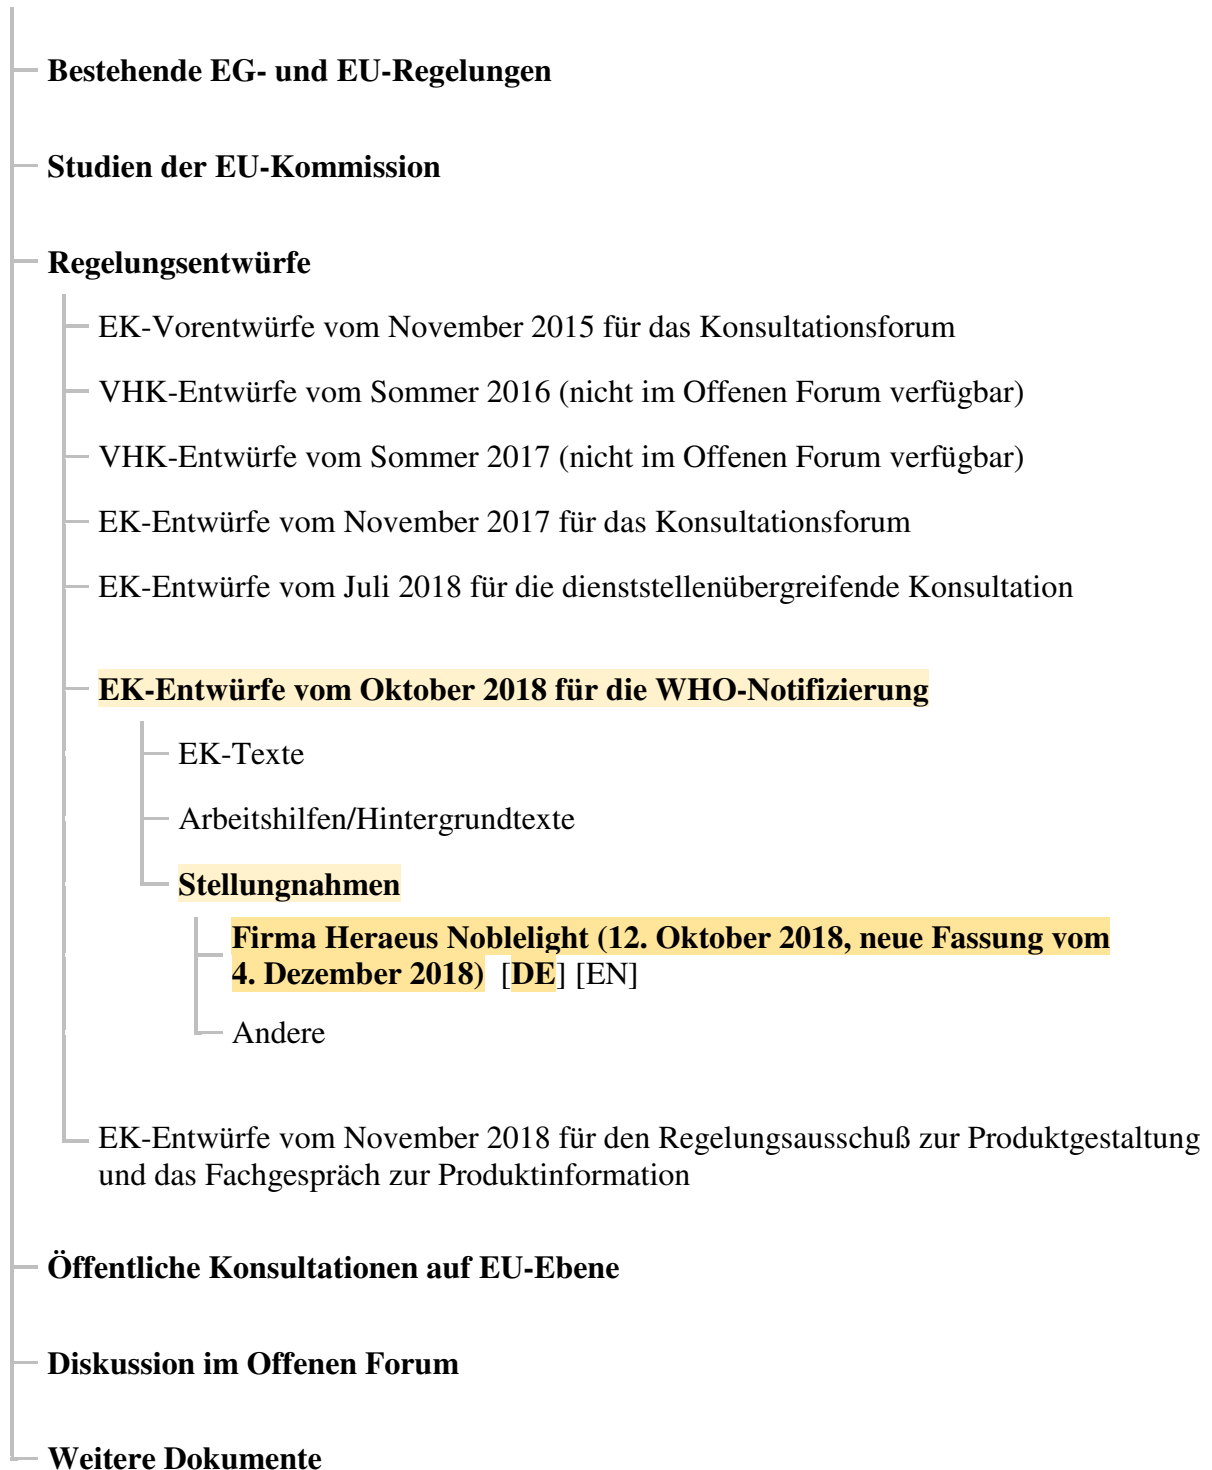 Bestehende EG- und EU-Regelungen
Studien der EU-Kommission
Regelungsentwürfe
EK-Vorentwürfe vom November 2015 für das Konsultationsforum
VHK-Entwürfe vom Sommer 2016 (nicht im Offenen Forum verfügbar)
VHK-Entwürfe vom Sommer 2017 (nicht im Offenen Forum verfügbar)
EK-Entwürfe vom November 2017 für das Konsultationsforum
EK-Entwürfe vom Juli 2018 für die dienststellenübergreifende Konsultation
EK-Entwürfe vom Oktober 2018 für die WHO-Notifizierung
EK-Texte
Arbeitshilfen/Hintergrundtexte
Stellungnahmen
Firma Heraeus Noblelight (12. Oktober 2018, neue Fassung vom
4. Dezember 2018) [DE] [EN]
Andere
EK-Entwürfe vom November 2018 für den Regelungsausschuß zur Produktgestaltung
und das Fachgespräch zur Produktinformation
Öffentliche Konsultationen auf EU-Ebene
Diskussion im Offenen Forum
Weitere Dokumente